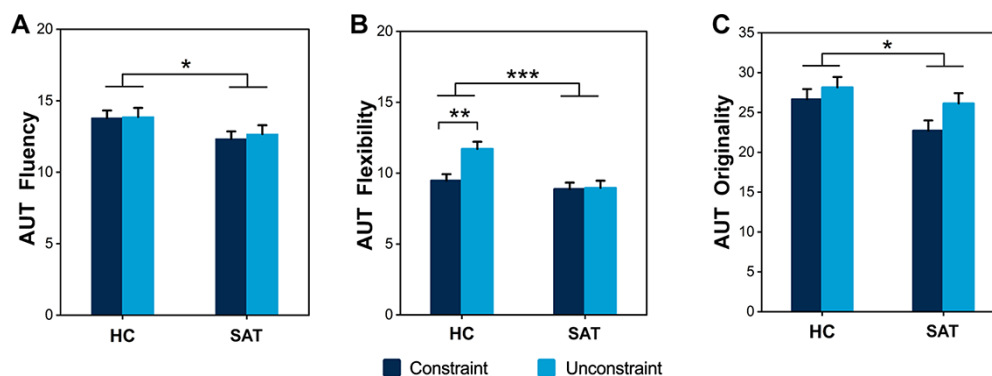 A
AUT Fluency
20
15
10
5
0
*
HC
SAT
B
AUT Flexibility
20
15
10
5
0
***
**
HC
SAT
C
AUT Originality
35
30
25
20
15
10
5
0
*
HC
SAT
Constraint
Unconstraint